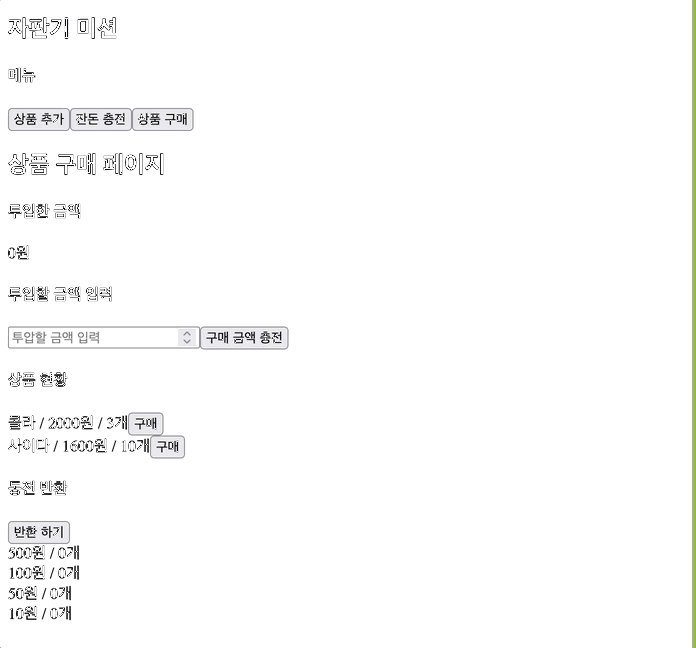 자판기 미션
메뉴
상품 추가 잔돈 충전 상품 구매
상품 구매 페이지
투입한 금액
0원
투입할 금액 입력
투압할 금액 입력 구매 금액 충전
상품 현황
콜라 / 2000원 / 3개 구매
사이다 / 1600원 / 10개 구매
동전 반환
반환 하기
500원 / 0개
100원 / 0개
50원 / 0개
10원 / 0개